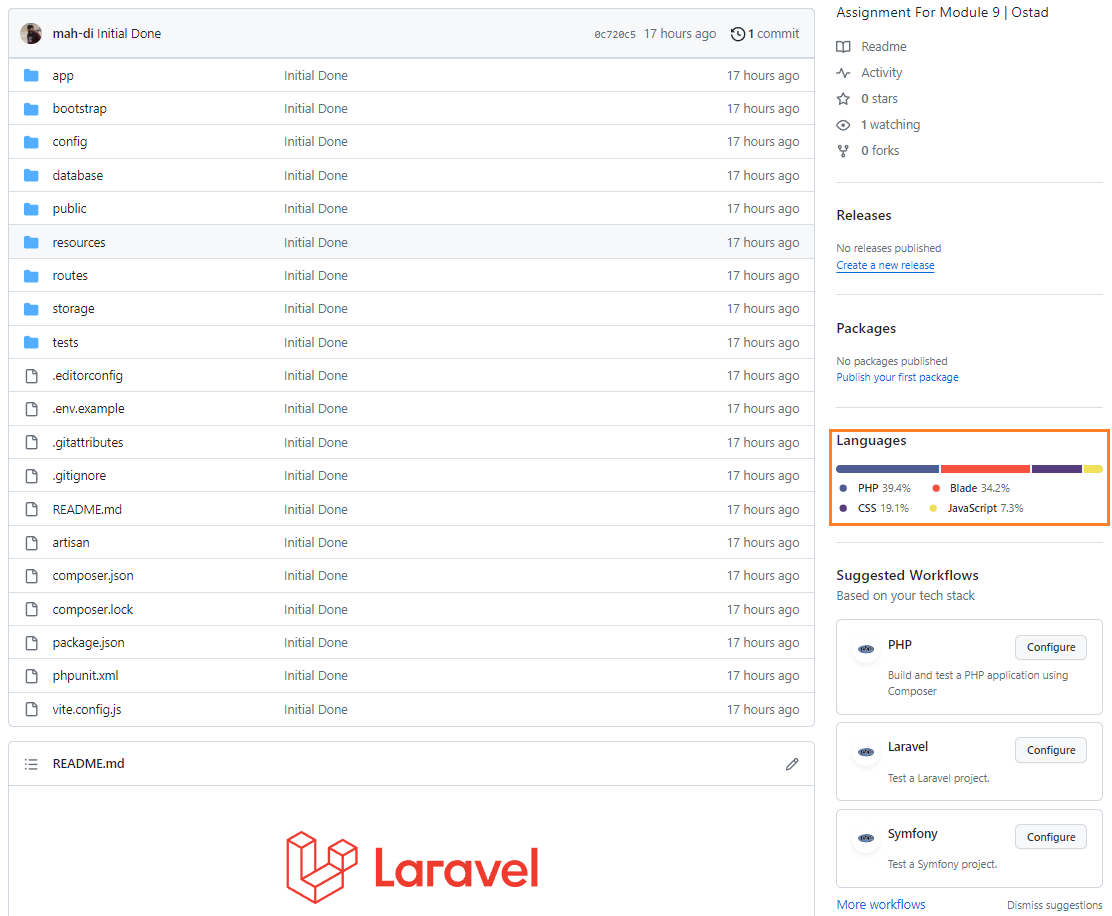 mah-di Initial Done 0c720c5 17 hours ago 1 commit
app Initial Done 17 hours ago
bootstrap Initial Done 17 hours ago
config Initial Done 17 hours ago
database Initial Done 17 hours ago
public Initial Done 17 hours ago
resources Initial Done 17 hours ago
routes Initial Done 17 hours ago
storage Initial Done 17 hours ago
tests Initial Done 17 hours ago
.editorconfig Initial Done 17 hours ago
.env.example Initial Done 17 hours ago
.gitattributes Initial Done 17 hours ago
.gitignore Initial Done 17 hours ago
README.md Initial Done 17 hours ago
artisan Initial Done 17 hours ago
composer.json Initial Done 17 hours ago
composer.lock Initial Done 17 hours ago
package.json Initial Done 17 hours ago
phpunit.xml Initial Done 17 hours ago
vite.config.js Initial Done 17 hours ago
README.md
Laravel
Assignment For Module 9 | Ostad
Readme
Activity
0 stars
1 watching
0 forks
Releases
No releases published
Create a new release
Packages
No packages published
Publish your first package
Languages
PHP 39.4% Blade 34.2%
CSS 19.1% JavaScript 7.3%
Suggested Workflows
Based on your tech stack
php PHP Configure
Build and test a PHP application using
Composer
php Laravel Configure
Test a Laravel project.
php Symfony Configure
Test a Symfony project.
More workflows Dismiss suggestions